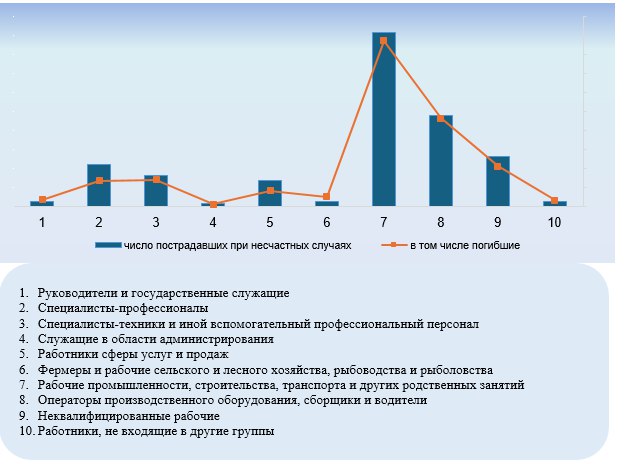 1 2 3 4 5 6 7 8 9 10
число пострадавших при несчастных случаях в том числе погибшие
1. Руководители и государственные служащие
2. Специалисты-профессионалы
3. Специалисты-техники и иной вспомогательный профессиональный персонал
4. Служащие в области администрирования
5. Работники сферы услуг и продаж
6. Фермеры и рабочие сельского и лесного хозяйства, рыбоводства и рыболовства
7. Рабочие промышленности, строительства, транспорта и других родственных занятий
8. Операторы производственного оборудования, сборщики и водители
9. Неквалифицированные рабочие
10. Работники, не входящие в другие группы